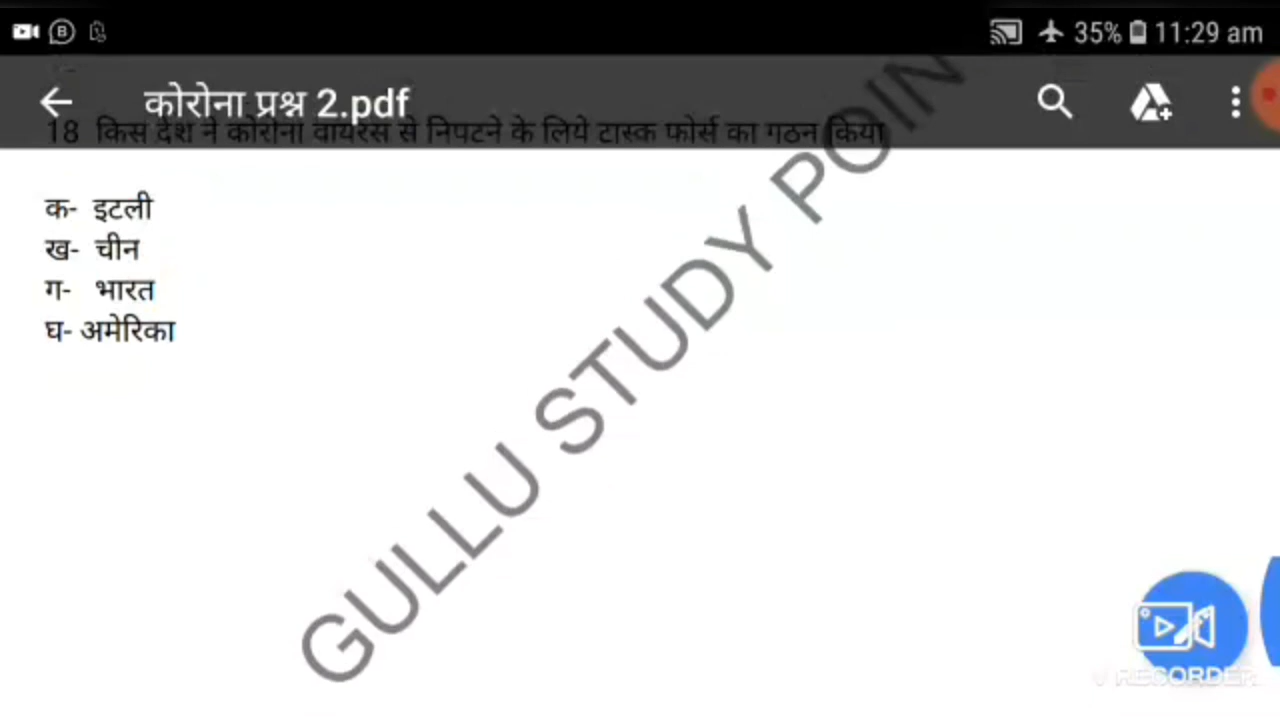 35% 11:29 am
कोरोना प्रश्न 2.pdf
18 किस देश ने कोरोना वायरस से निपटने के लिये टास्क फोर्स का गठन किया
क- इटली
ख- चीन
ग- भारत
घ- अमेरिका
GULLU STUDY POIN
RECORDER